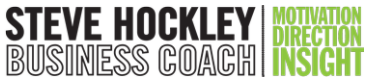 STEVE HOCKLEY
BUSINESS COACH
MOTIVATION
DIRECTION
INSIGHT